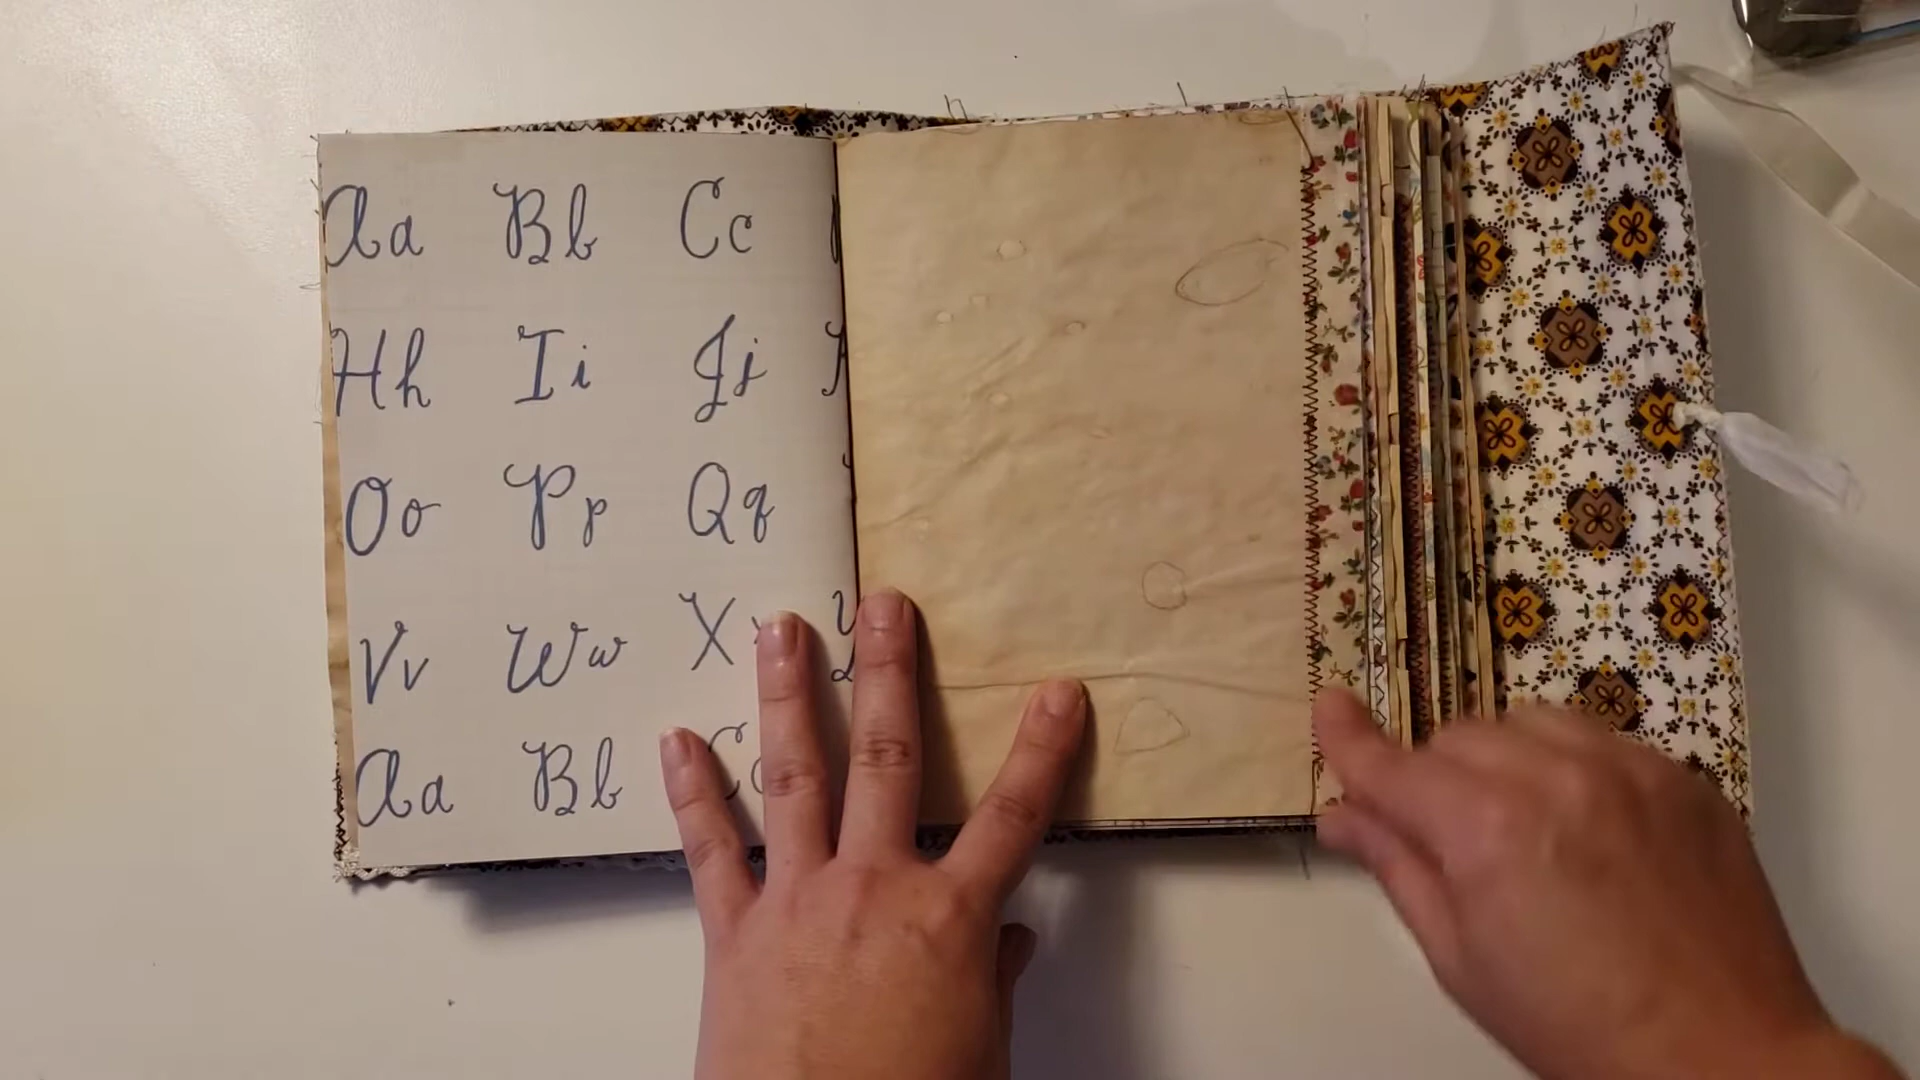 Aa Bb Cc
Hh Ii Jj
Oo Pp Qq
Vv Ww X
Aa Bb C